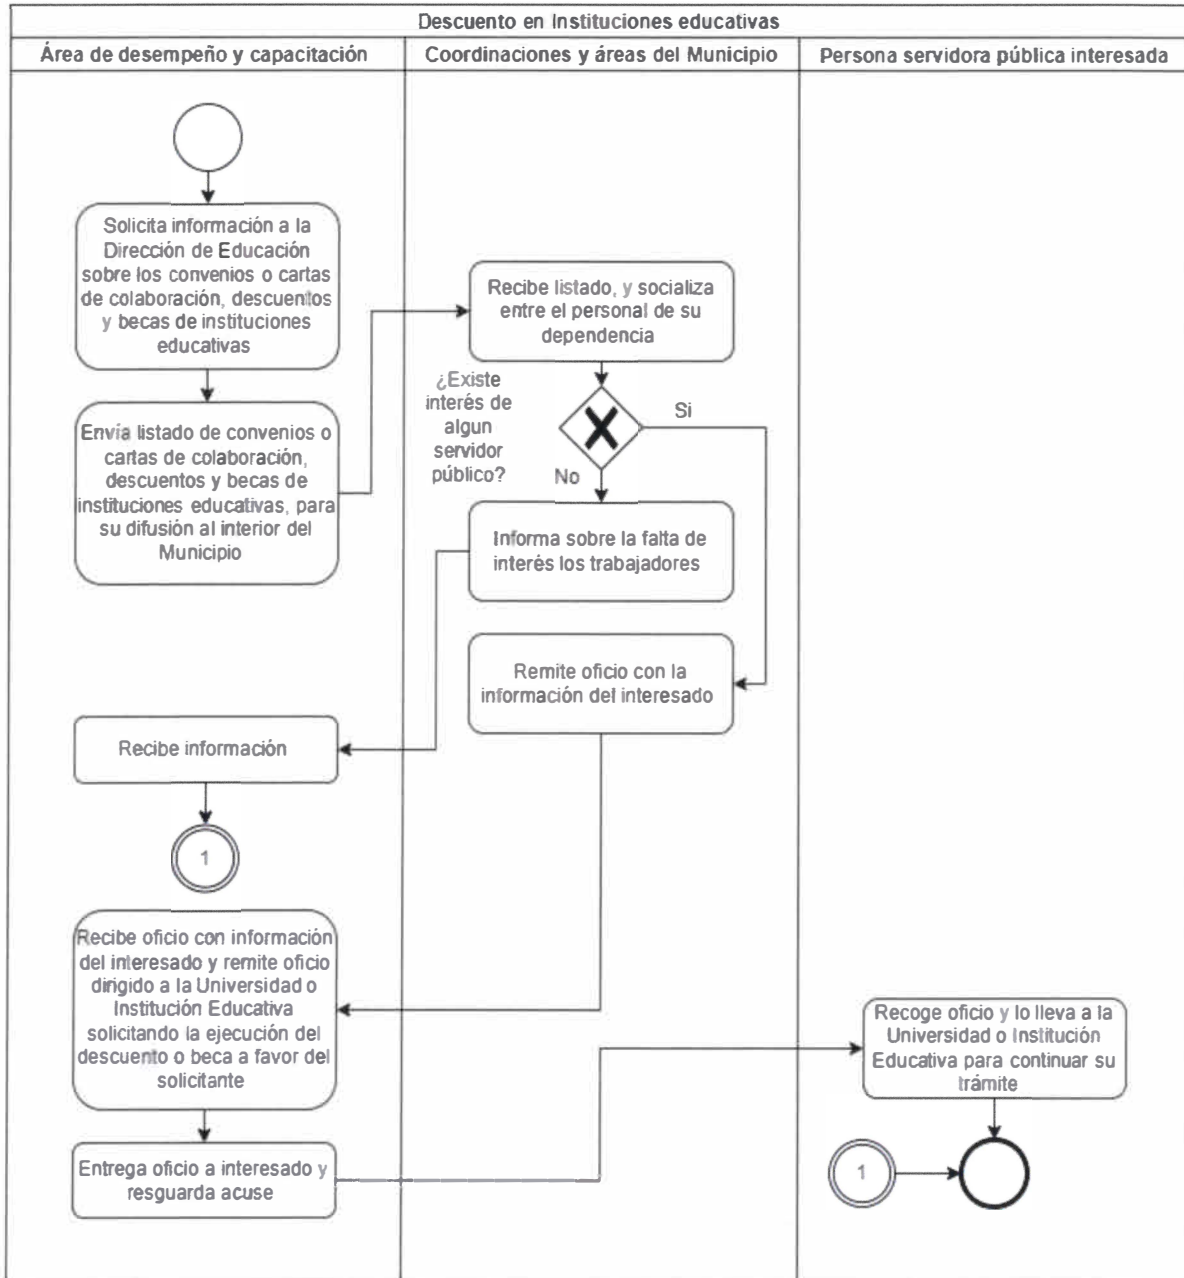 Descuento en Instituciones educativas
Área de desempeño y capacitación
Coordinaciones y áreas del Municipio
Persona servidora pública interesada
Solicita información a la
Dirección de Educación
sobre los convenios o cartas
de colaboración, descuentos
y becas de instituciones
educativas
Envía listado de convenios o
cartas de colaboración,
descuentos y becas de
instituciones educativas, para
su difusión al interior del
Municipio
Recibe listado, y socializa
entre el personal de su
dependencia
¿Existe
interés de
algun
servidor
público?
Si
No
Informa sobre la falta de
interés los trabajadores
Remite oficio con la
información del interesado
Recibe información
1
Recibe oficio con información
del interesado y remite oficio
dirigido a la Universidad o
Institución Educativa
solicitando la ejecución del
descuento o beca a favor del
solicitante
Entrega oficio a interesado y
resguarda acuse
Recoge oficio y lo lleva a la
Universidad o Institución
Educativa para continuar su
trámite
1